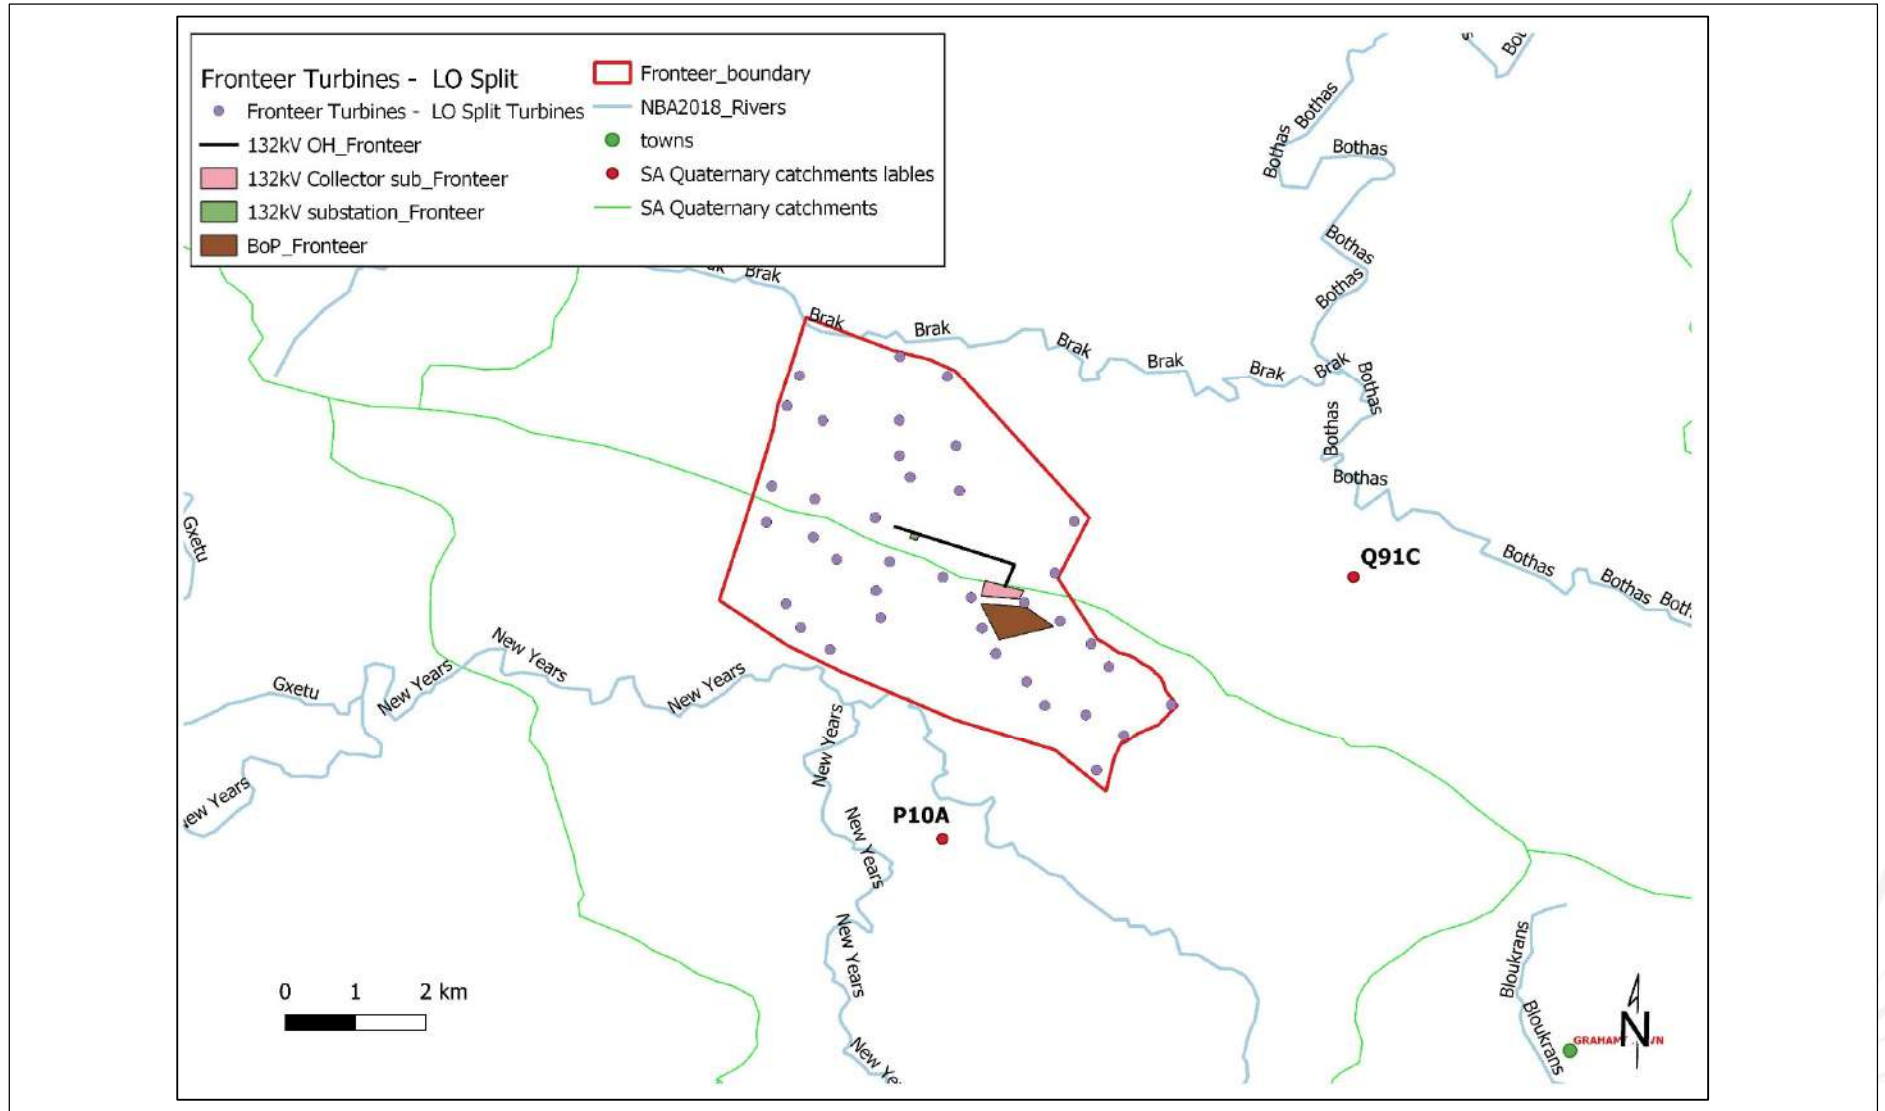 Fronteer Turbines - LO Split
Fronteer Turbines - LO Split Turbines
132kV OH_Fronteer
132kV Collector sub_Fronteer
132kV substation_Fronteer
BoP_Fronteer
Fronteer_boundary
NBA2018_Rivers
towns
SA Quaternary catchments lables
SA Quaternary catchments
Bothas
Bothas
Bothas
Bothas
Bothas
Bothas
Brak
Brak
Brak
Brak
Brak
Brak
Brak
Bothas
Bothas
Bothas
Q91C
Bothas
Bothas
Gxetu
Gxetu
New Years
New Years
New Years
New Years
P10A
New Years
New Years
Bloukrans
Bloukrans
0 1 2 km
N